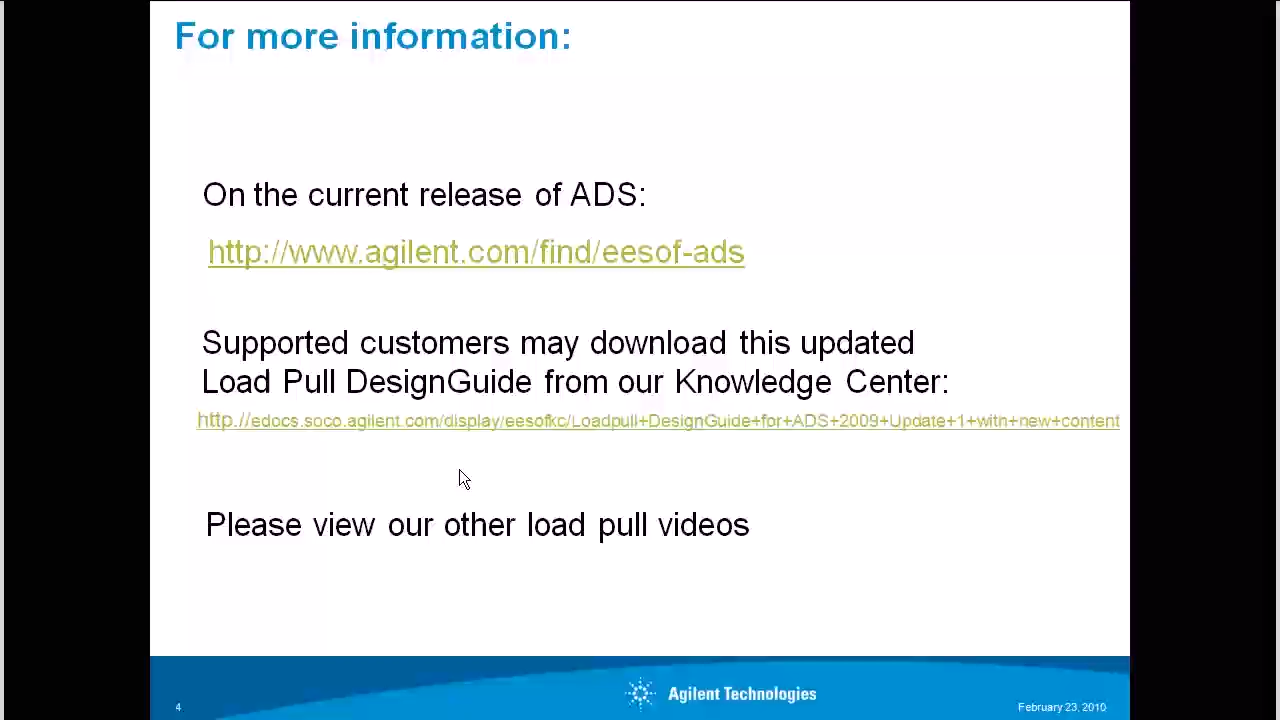 For more information:
On the current release of ADS:
http://www.agilent.com/find/eesof-ads
Supported customers may download this updated
Load Pull DesignGuide from our Knowledge Center:
http://edocs.soco.agilent.com/display/eesofkc/Loadpull+DesignGuide+for+ADS+2009+Update+1+with+new+content
Please view our other load pull videos
4
Agilent Technologies
February 23, 2010